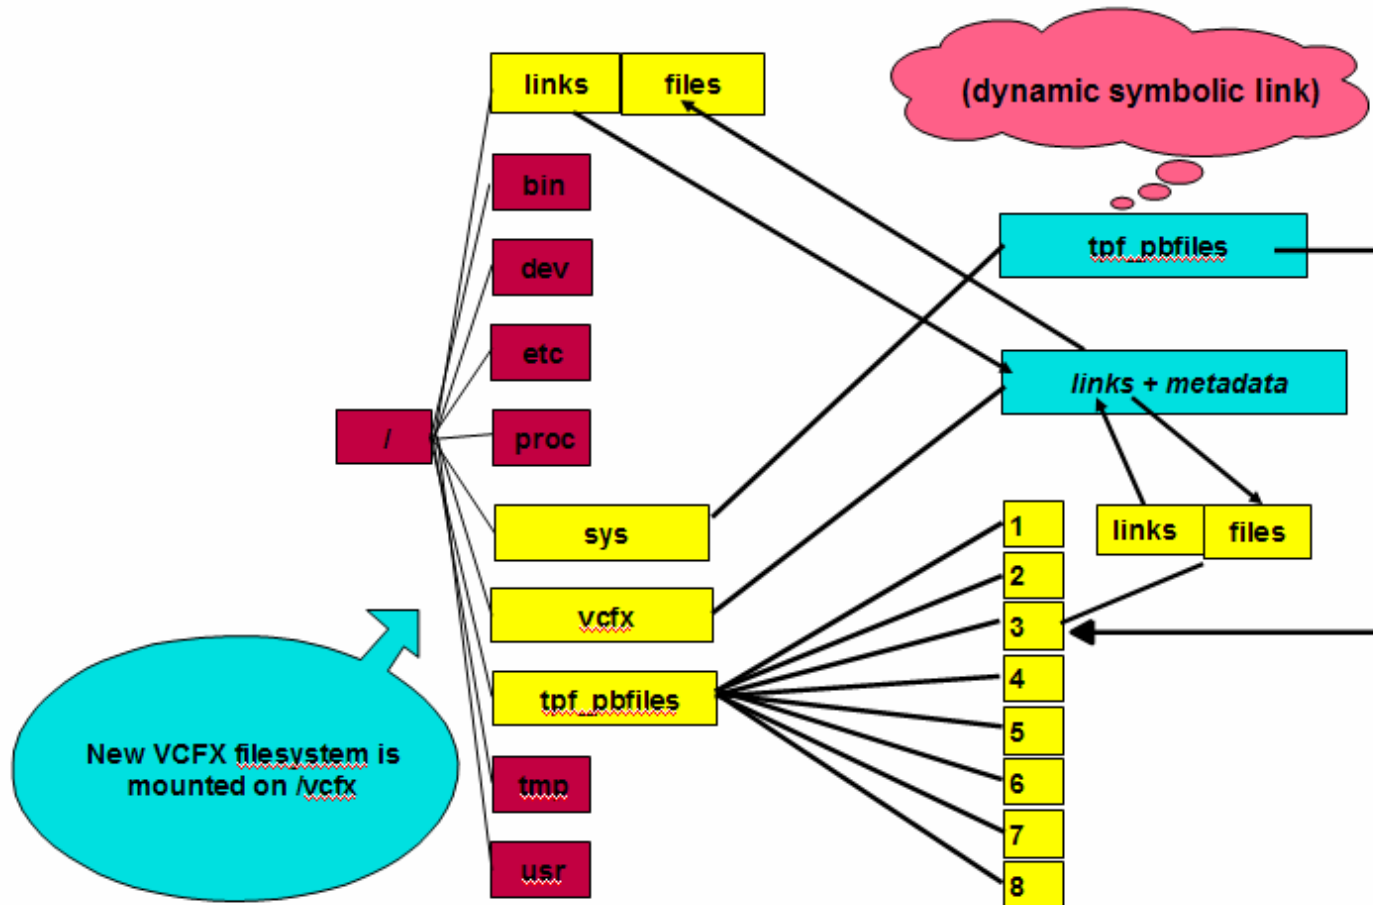 links files
(dynamic symbolic link)
bin
tpf_pbfiles
dev
etc
links + metadata
/
proc
sys
1
links files
2
vcfx
3
4
tpf_pbfiles
5
New VCFX filesystem is
mounted on /vcfx
6
tmp
7
usr
8